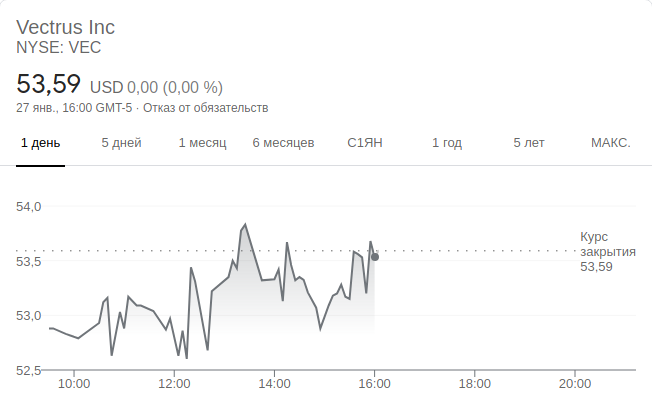 Vectrus Inc
NYSE: VEC
53,59 USD 0,00 (0,00 %)
27 янв., 16:00 GMT-5 · Отказ от обязательств
1 день 5 дней 1 месяц 6 месяцев С1ЯН 1 год 5 лет МАКС.
54,0
Курс
закрытия
53,5
53,59
53,0
52,5
10:00 12:00 14:00 16:00 18:00 20:00